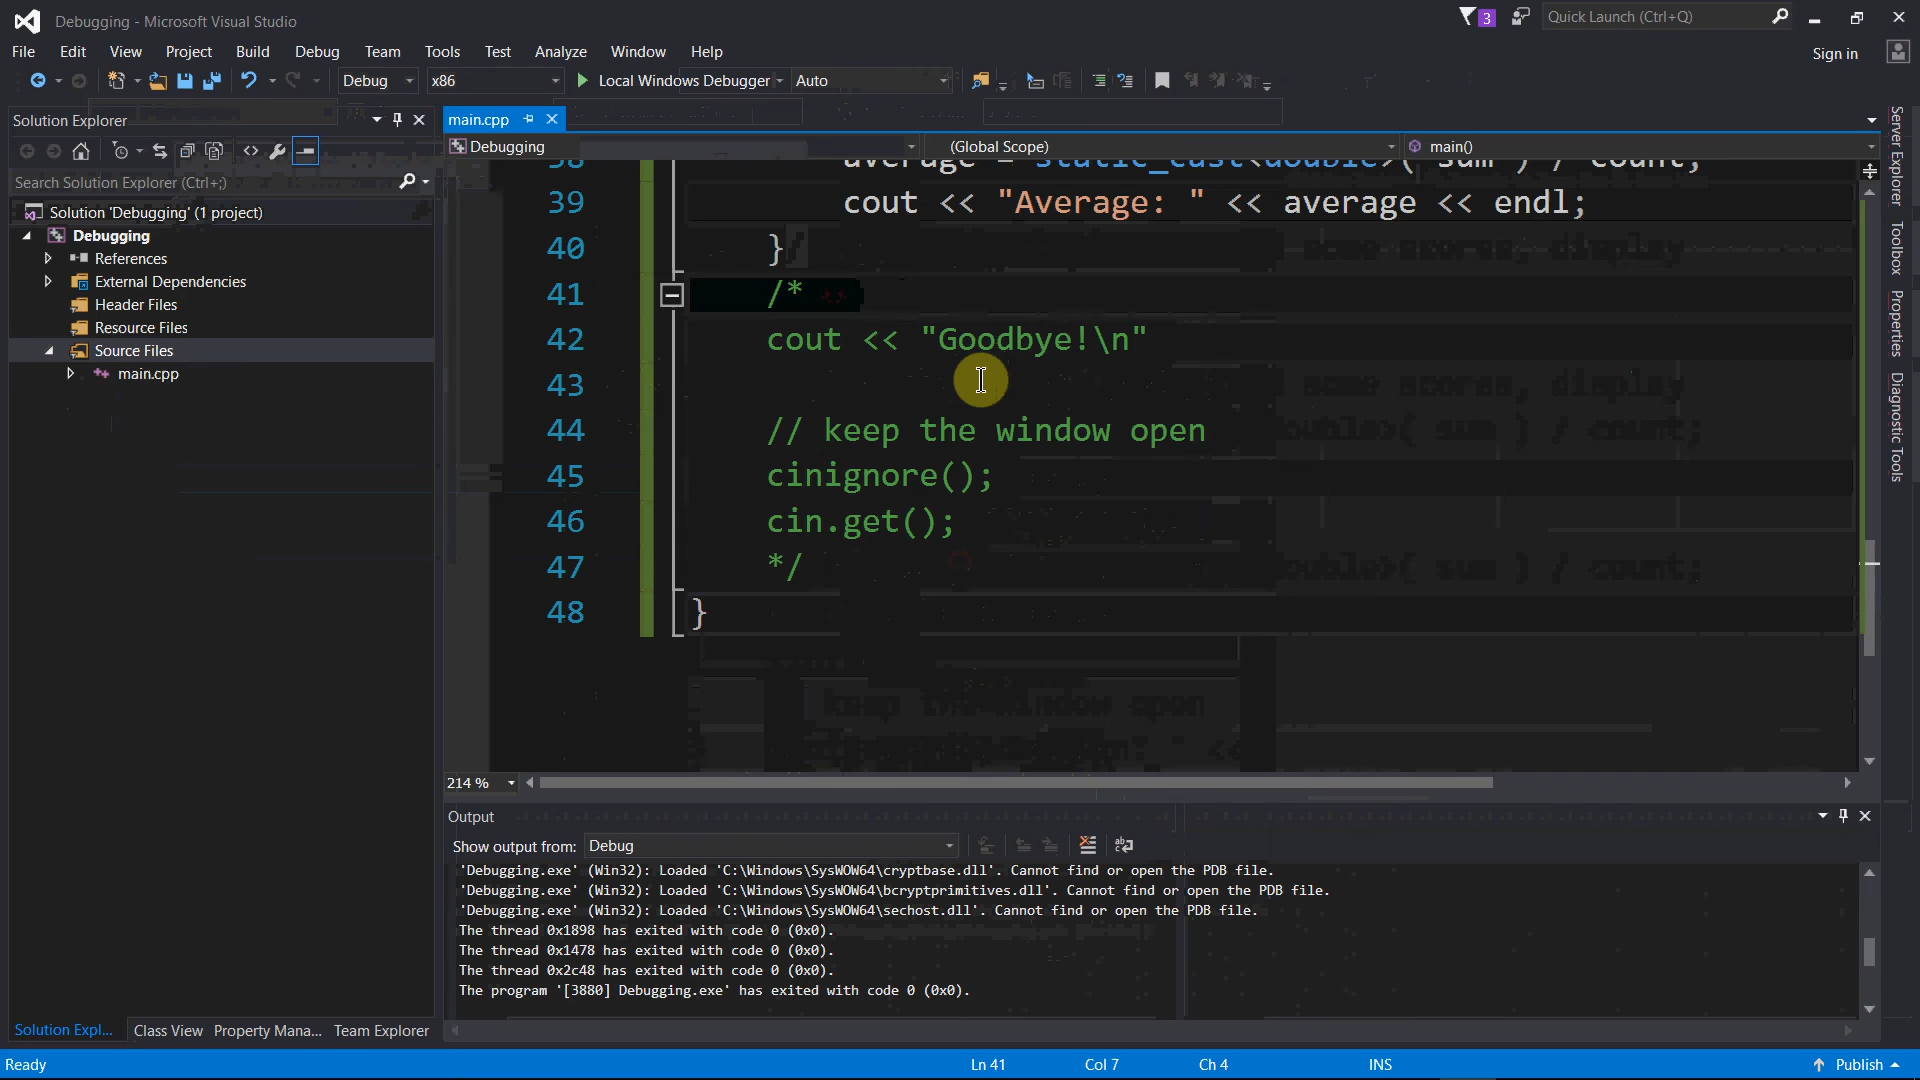 Debugging - Microsoft Visual Studio
3
Quick Launch (Ctrl+Q)
File Edit View Project Build Debug Team Tools Test Analyze Window Help
Sign in
Debug x86 Local Windows Debugger Auto
Solution Explorer
main.cpp
Debugging (Global Scope) main()
Search Solution Explorer (Ctrl+;)
Solution 'Debugging' (1 project)
Debugging
References
External Dependencies
Header Files
Resource Files
Source Files
main.cpp
38 average = static_cast<double>( sum ) / count;
39 cout << "Average: " << average << endl;
40 }
41 /*
42 cout << "Goodbye!\n"
43
44 // keep the window open
45 cinignore();
46 cin.get();
47 */
48 }
Server Explorer
Toolbox
Properties
Diagnostic Tools
214 %
Output
Show output from: Debug
'Debugging.exe' (Win32): Loaded 'C:\Windows\SysWOW64\cryptbase.dll'. Cannot find or open the PDB file.
'Debugging.exe' (Win32): Loaded 'C:\Windows\SysWOW64\bcryptprimitives.dll'. Cannot find or open the PDB file.
'Debugging.exe' (Win32): Loaded 'C:\Windows\SysWOW64\sechost.dll'. Cannot find or open the PDB file.
The thread 0x1898 has exited with code 0 (0x0).
The thread 0x1478 has exited with code 0 (0x0).
The thread 0x2c48 has exited with code 0 (0x0).
The program '[3880] Debugging.exe' has exited with code 0 (0x0).
Solution Expl... Class View Property Mana... Team Explorer
Ready Ln 41 Col 7 Ch 4 INS Publish